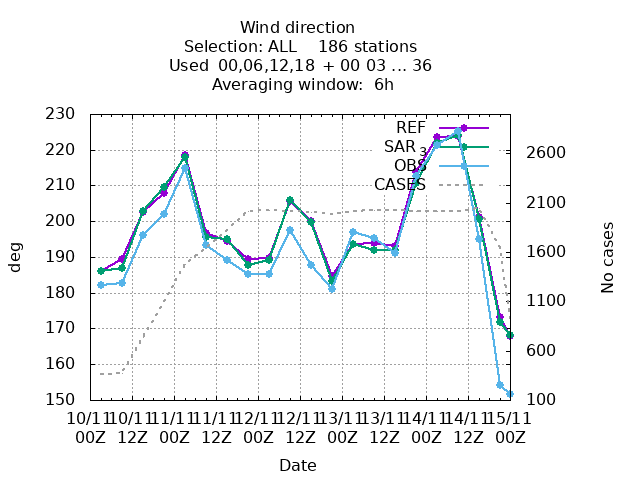 Wind direction
Selection: ALL    186 stations
Used  00,06,12,18 + 00 03 ... 36
Averaging window:  6h
230
220
210
200
190
180
170
160
150
deg
REF
SAR 3
OBS
CASES
2600
2100
1600
1100
600
100
No cases
10/11 10/11 11/11 11/11 12/11 12/11 13/11 13/11 14/11 14/11 15/11
00Z 12Z 00Z 12Z 00Z 12Z 00Z 12Z 00Z 12Z 00Z
Date